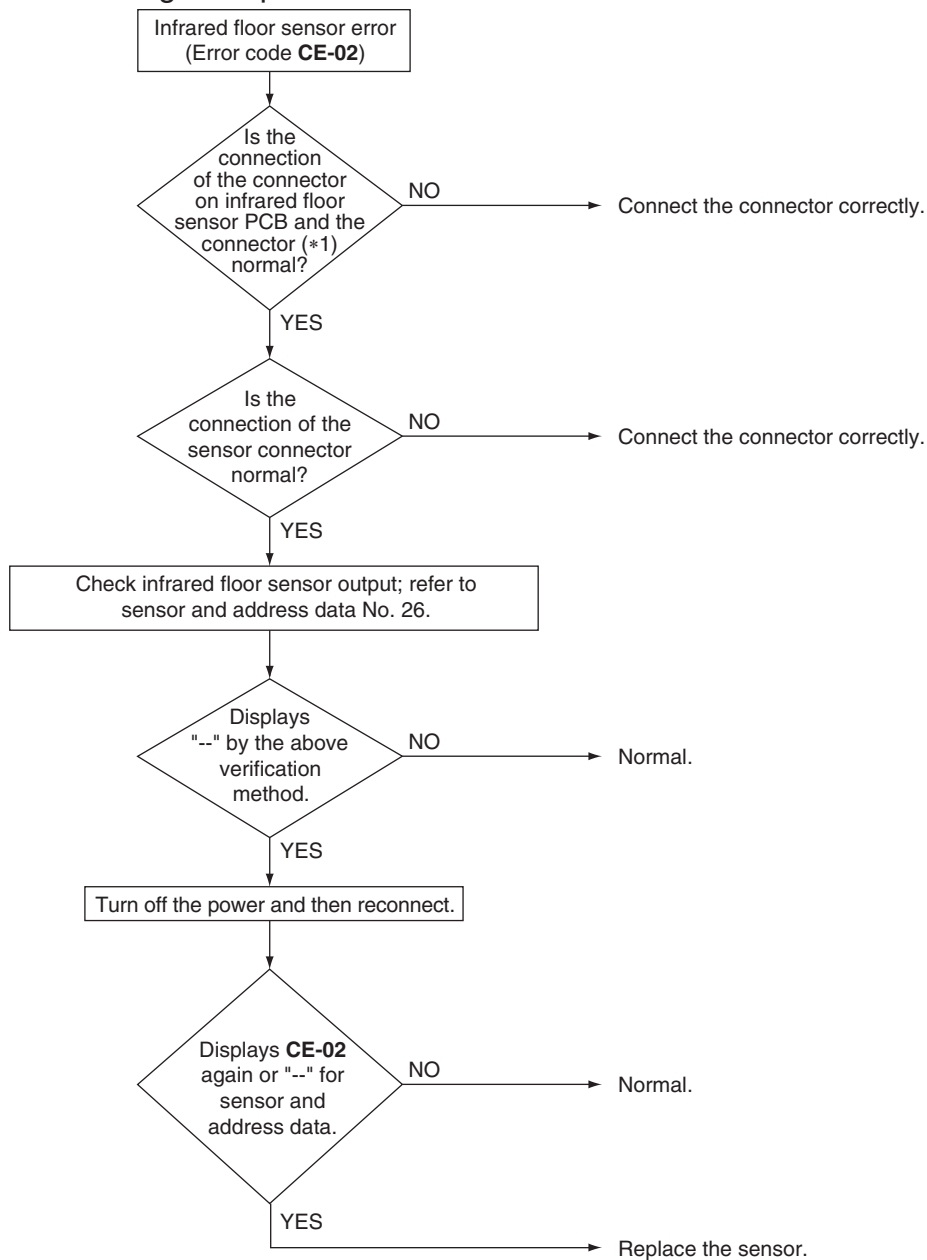 Infrared floor sensor error
(Error code CE-02)
Is the
connection
of the connector
on infrared floor
sensor PCB and the
connector (∗1)
normal?
NO
Connect the connector correctly.
YES
Is the
connection of the
sensor connector
normal?
NO
Connect the connector correctly.
YES
Check infrared floor sensor output; refer to
sensor and address data No. 26.
Displays
"--" by the above
verification
method.
NO
Normal.
YES
Turn off the power and then reconnect.
Displays CE-02
again or "--" for
sensor and
address data.
NO
Normal.
YES
Replace the sensor.